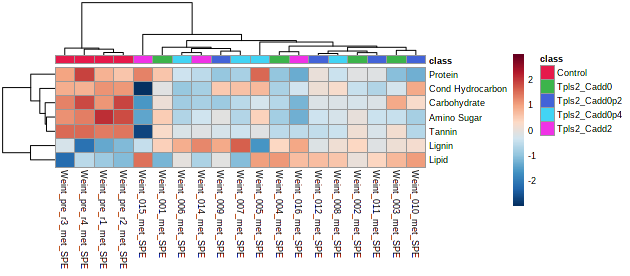 class
Protein
Cond Hydrocarbon
Carbohydrate
Amino Sugar
Tannin
Lignin
Lipid
Weint_pre_r3_met_SPE
Weint_pre_r4_met_SPE
Weint_pre_r1_met_SPE
Weint_pre_r2_met_SPE
Weint_015_met_SPE
Weint_001_met_SPE
Weint_006_met_SPE
Weint_014_met_SPE
Weint_009_met_SPE
Weint_007_met_SPE
Weint_005_met_SPE
Weint_004_met_SPE
Weint_016_met_SPE
Weint_012_met_SPE
Weint_008_met_SPE
Weint_002_met_SPE
Weint_011_met_SPE
Weint_003_met_SPE
Weint_010_met_SPE
2
1
0
-1
-2
class
Control
Tpls2_Cadd0
Tpls2_Cadd0p2
Tpls2_Cadd0p4
Tpls2_Cadd2